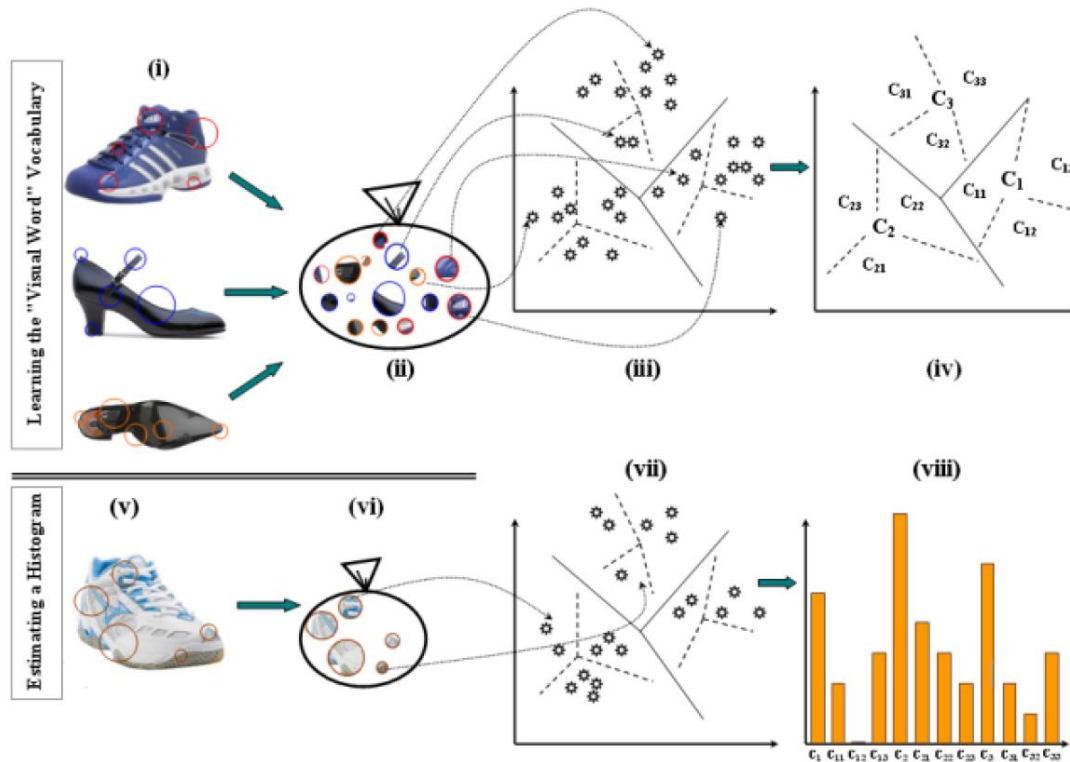 Learning the "Visual Word" Vocabulary
(i)
(ii)
(iii)
(iv)
C31
C3
C33
C32
C23
C22
C2
C21
C11
C1
C12
Estimating a Histogram
(v)
(vi)
(vii)
(viii)
C1 C11 C12 C13 C2 C21 C22 C23 C3 C31 C32 C33